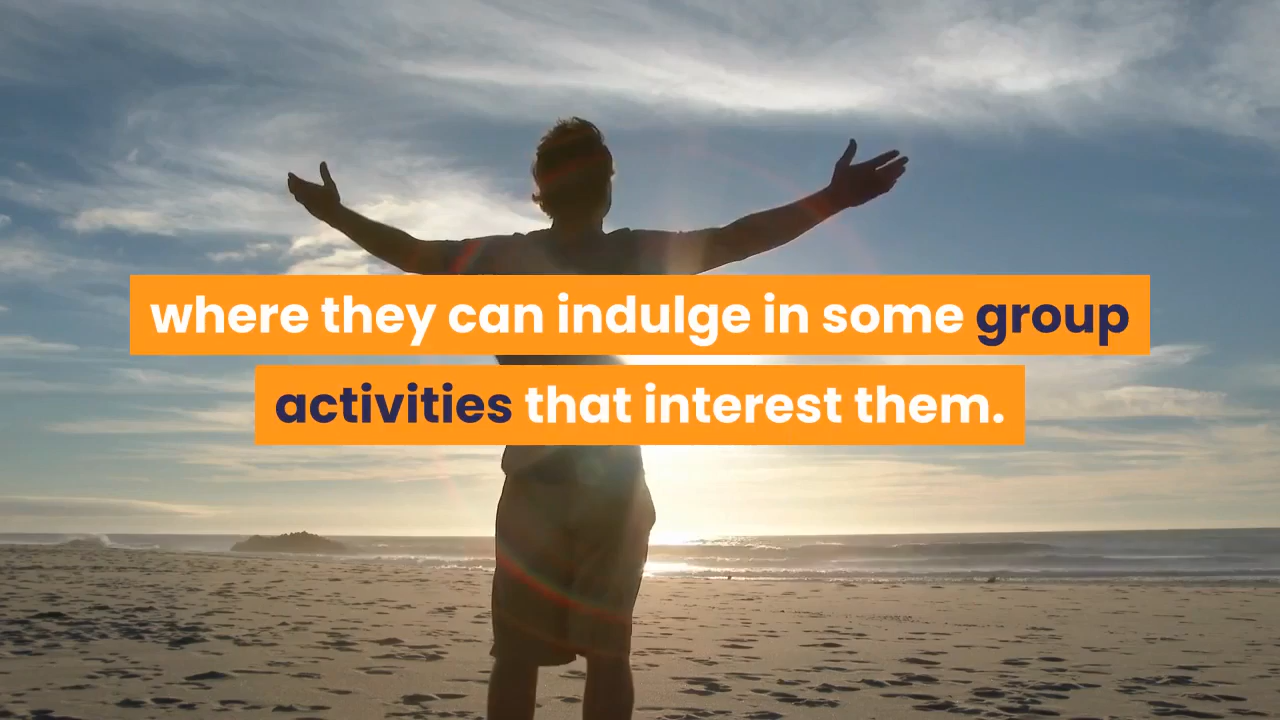 where they can indulge in some group
activities that interest them.